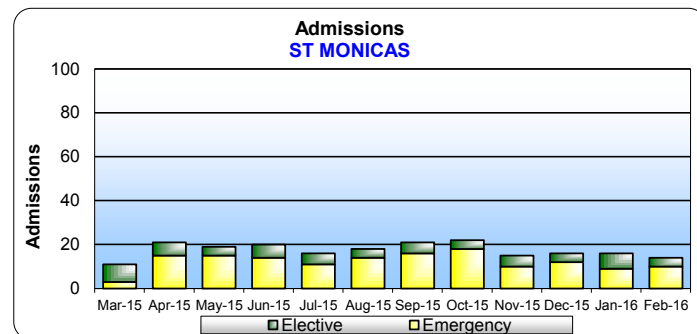 Admissions
ST MONICAS
100
80
60
40
20
0
Admissions
Mar-15 Apr-15 May-15 Jun-15 Jul-15 Aug-15 Sep-15 Oct-15 Nov-15 Dec-15 Jan-16 Feb-16
Elective Emergency